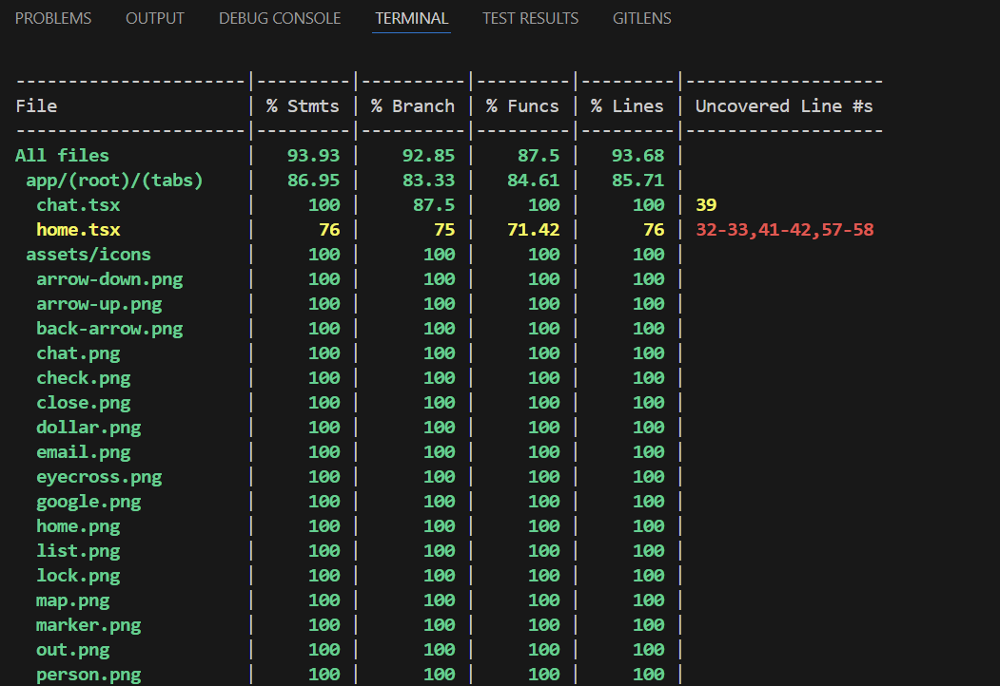 PROBLEMS OUTPUT DEBUG CONSOLE TERMINAL TEST RESULTS GITLENS
----------------------|---------|----------|---------|---------|-------------------
File | % Stmts | % Branch | % Funcs | % Lines | Uncovered Line #s
----------------------|---------|----------|---------|---------|-------------------
All files | 93.93 | 92.85 | 87.5 | 93.68 |
app/(root)/(tabs) | 86.95 | 83.33 | 84.61 | 85.71 |
chat.tsx | 100 | 87.5 | 100 | 100 | 39
home.tsx | 76 | 75 | 71.42 | 76 | 32-33,41-42,57-58
assets/icons | 100 | 100 | 100 | 100 |
arrow-down.png | 100 | 100 | 100 | 100 |
arrow-up.png | 100 | 100 | 100 | 100 |
back-arrow.png | 100 | 100 | 100 | 100 |
chat.png | 100 | 100 | 100 | 100 |
check.png | 100 | 100 | 100 | 100 |
close.png | 100 | 100 | 100 | 100 |
dollar.png | 100 | 100 | 100 | 100 |
email.png | 100 | 100 | 100 | 100 |
eyecross.png | 100 | 100 | 100 | 100 |
google.png | 100 | 100 | 100 | 100 |
home.png | 100 | 100 | 100 | 100 |
list.png | 100 | 100 | 100 | 100 |
lock.png | 100 | 100 | 100 | 100 |
map.png | 100 | 100 | 100 | 100 |
marker.png | 100 | 100 | 100 | 100 |
out.png | 100 | 100 | 100 | 100 |
person.png | 100 | 100 | 100 | 100 |